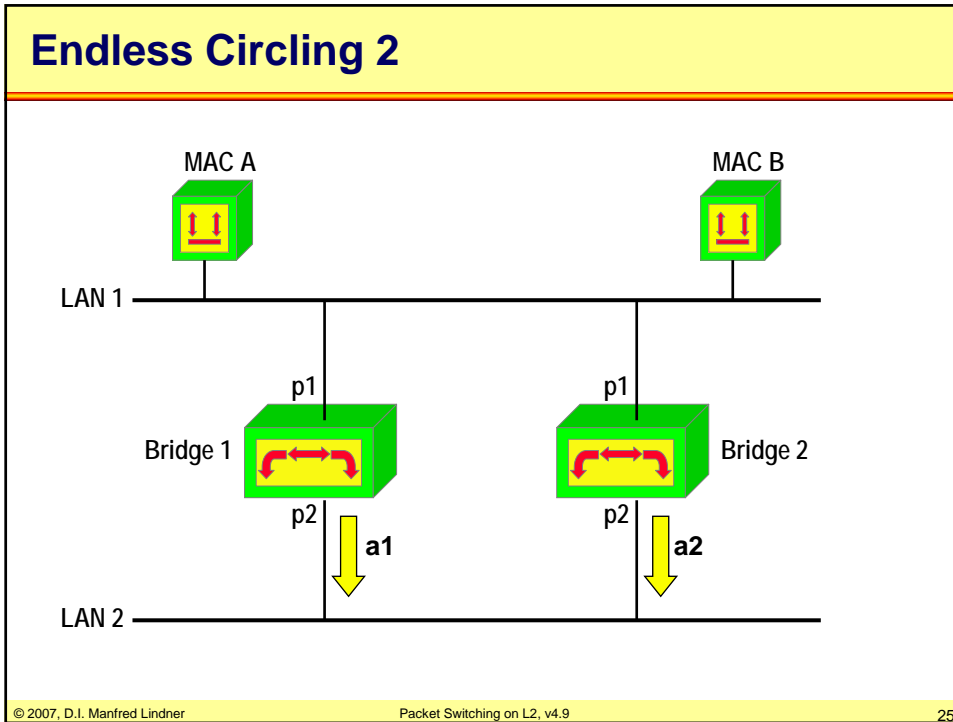 Endless Circling 2
MAC A
MAC B
LAN 1
p1
p1
Bridge 1
Bridge 2
p2
p2
a1
a2
LAN 2
© 2007, D.I. Manfred Lindner
Packet Switching on L2, v4.9
25